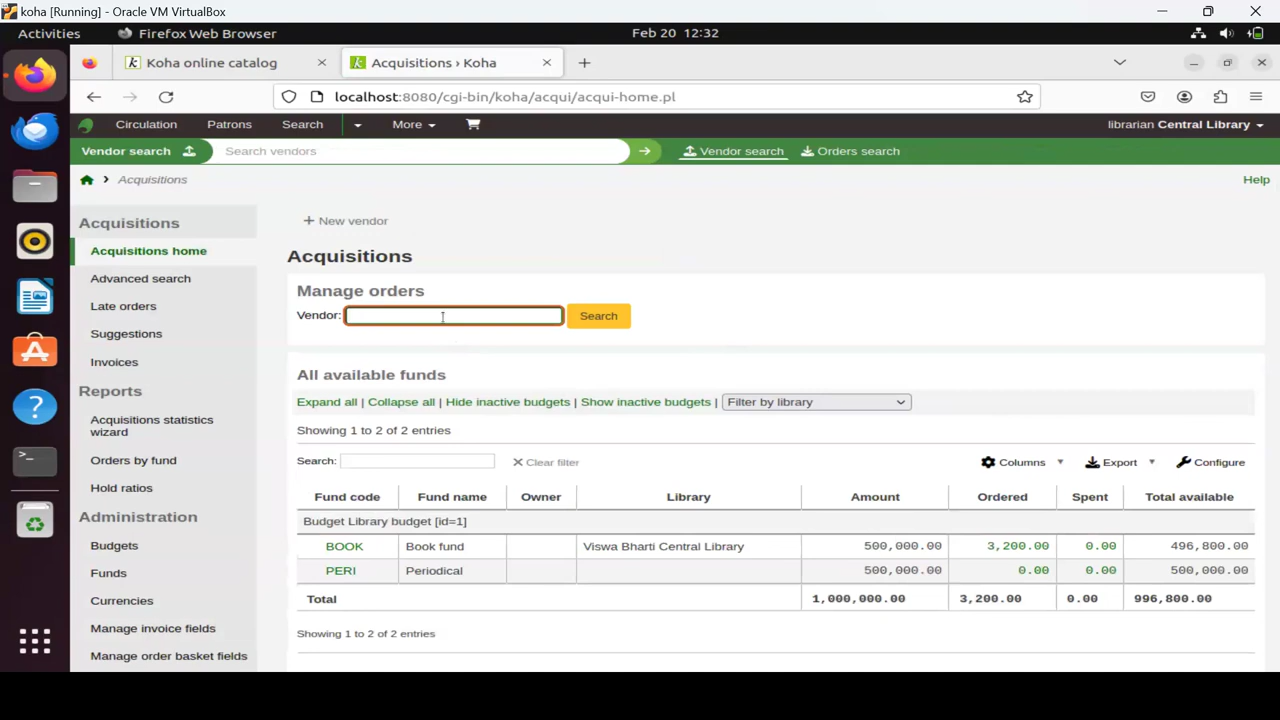 koha [Running] - Oracle VM VirtualBox
Activities Firefox Web Browser Feb 20 12:32
Koha online catalog Acquisitions › Koha
localhost:8080/cgi-bin/koha/acqui/acqui-home.pl
Circulation Patrons Search More librarian Central Library
Vendor search Search vendors Vendor search Orders search
Acquisitions Help
Acquisitions
Acquisitions home
Advanced search
Late orders
Suggestions
Invoices
Reports
Acquisitions statistics
wizard
Orders by fund
Hold ratios
Administration
Budgets
Funds
Currencies
Manage invoice fields
Manage order basket fields
+ New vendor
Acquisitions
Manage orders
Vendor: Search
All available funds
Expand all | Collapse all | Hide inactive budgets | Show inactive budgets | Filter by library
Showing 1 to 2 of 2 entries
Search: Clear filter Columns Export Configure
Fund code Fund name Owner Library Amount Ordered Spent Total available
Budget Library budget [id=1]
BOOK Book fund Viswa Bharti Central Library 500,000.00 3,200.00 0.00 496,800.00
PERI Periodical 500,000.00 0.00 0.00 500,000.00
Total 1,000,000.00 3,200.00 0.00 996,800.00
Showing 1 to 2 of 2 entries